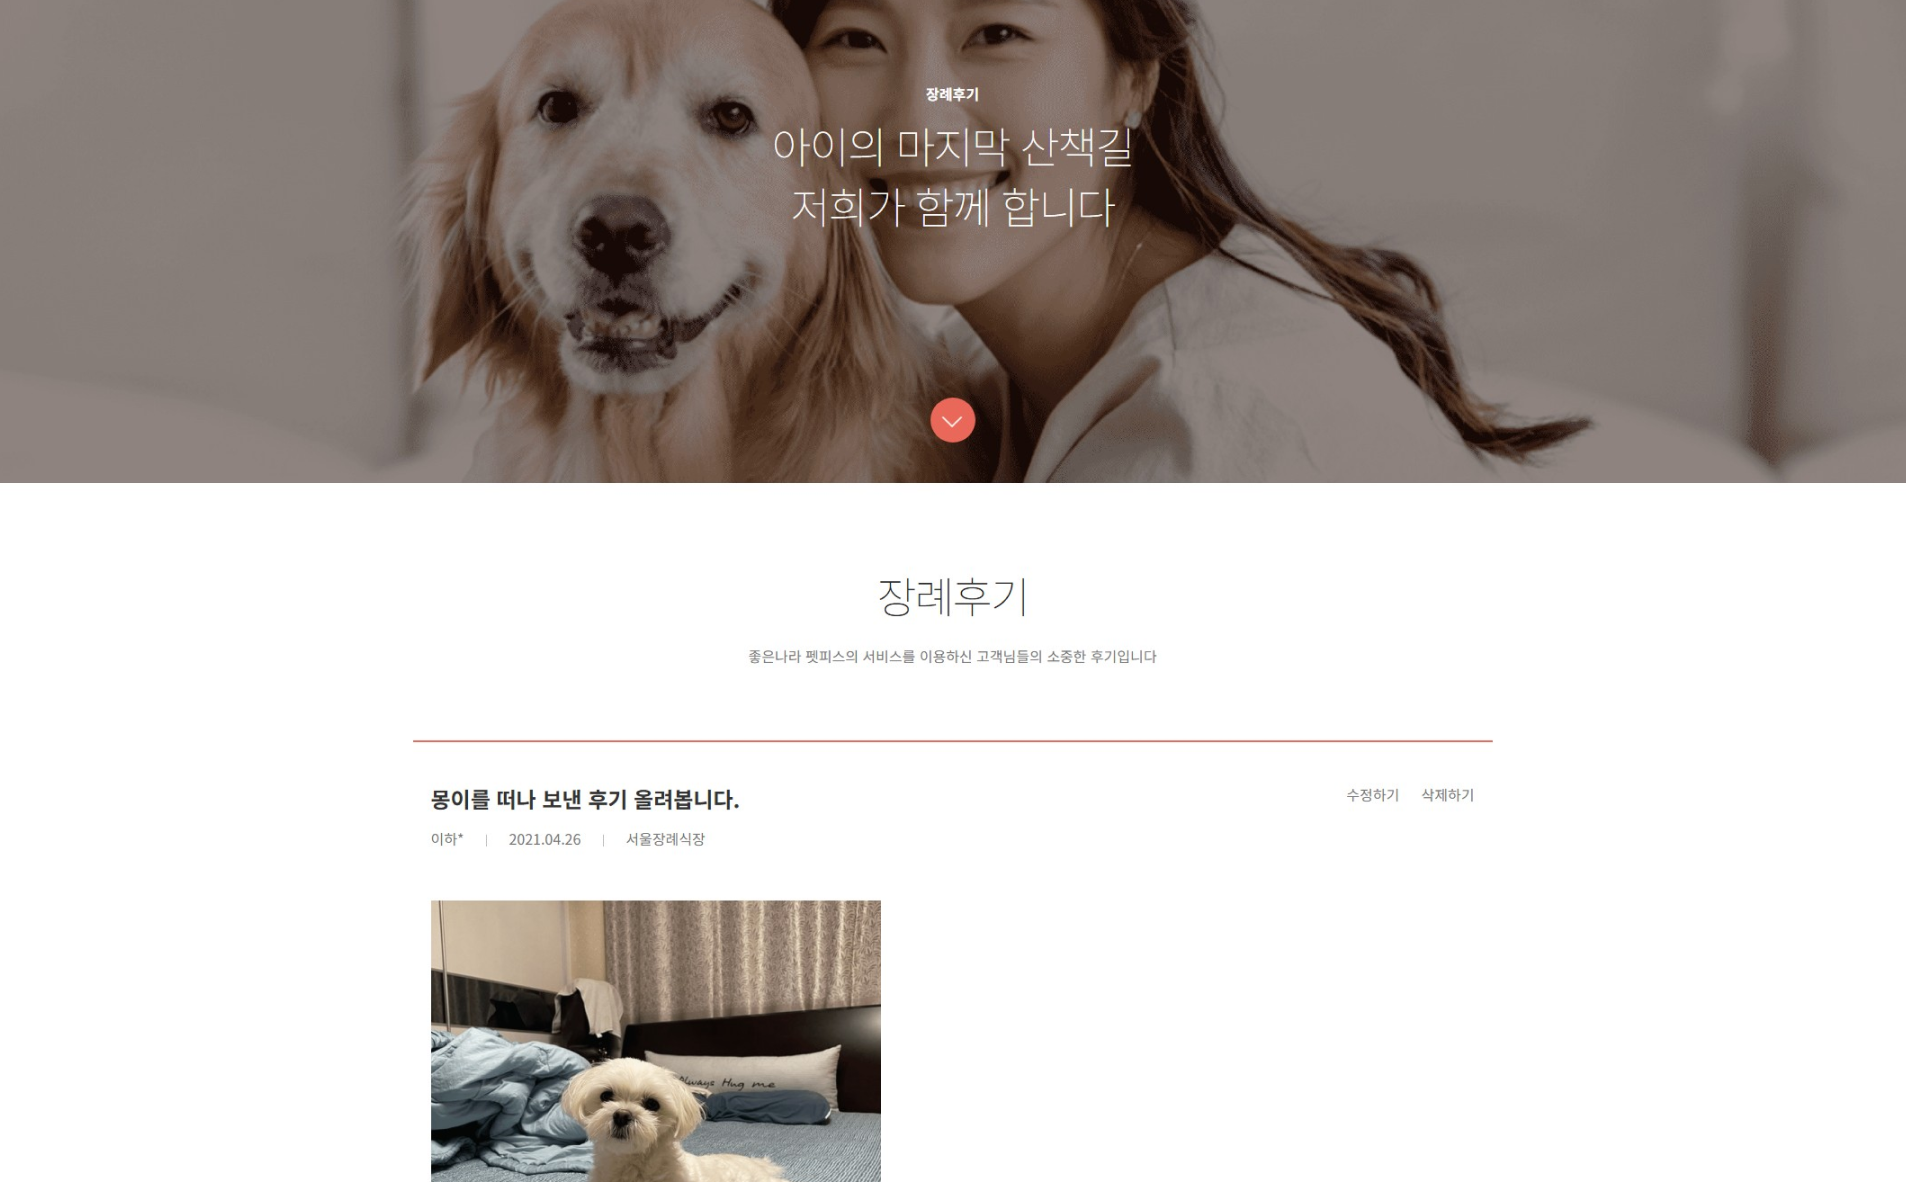 장례후기
아이의 마지막 산책길
저희가 함께 합니다
장례후기
좋은나라 펫피스의 서비스를 이용하신 고객님들의 소중한 후기입니다
몽이를 떠나 보낸 후기 올려봅니다.
수정하기 삭제하기
이하* | 2021.04.26 | 서울장례식장
Always Hug me